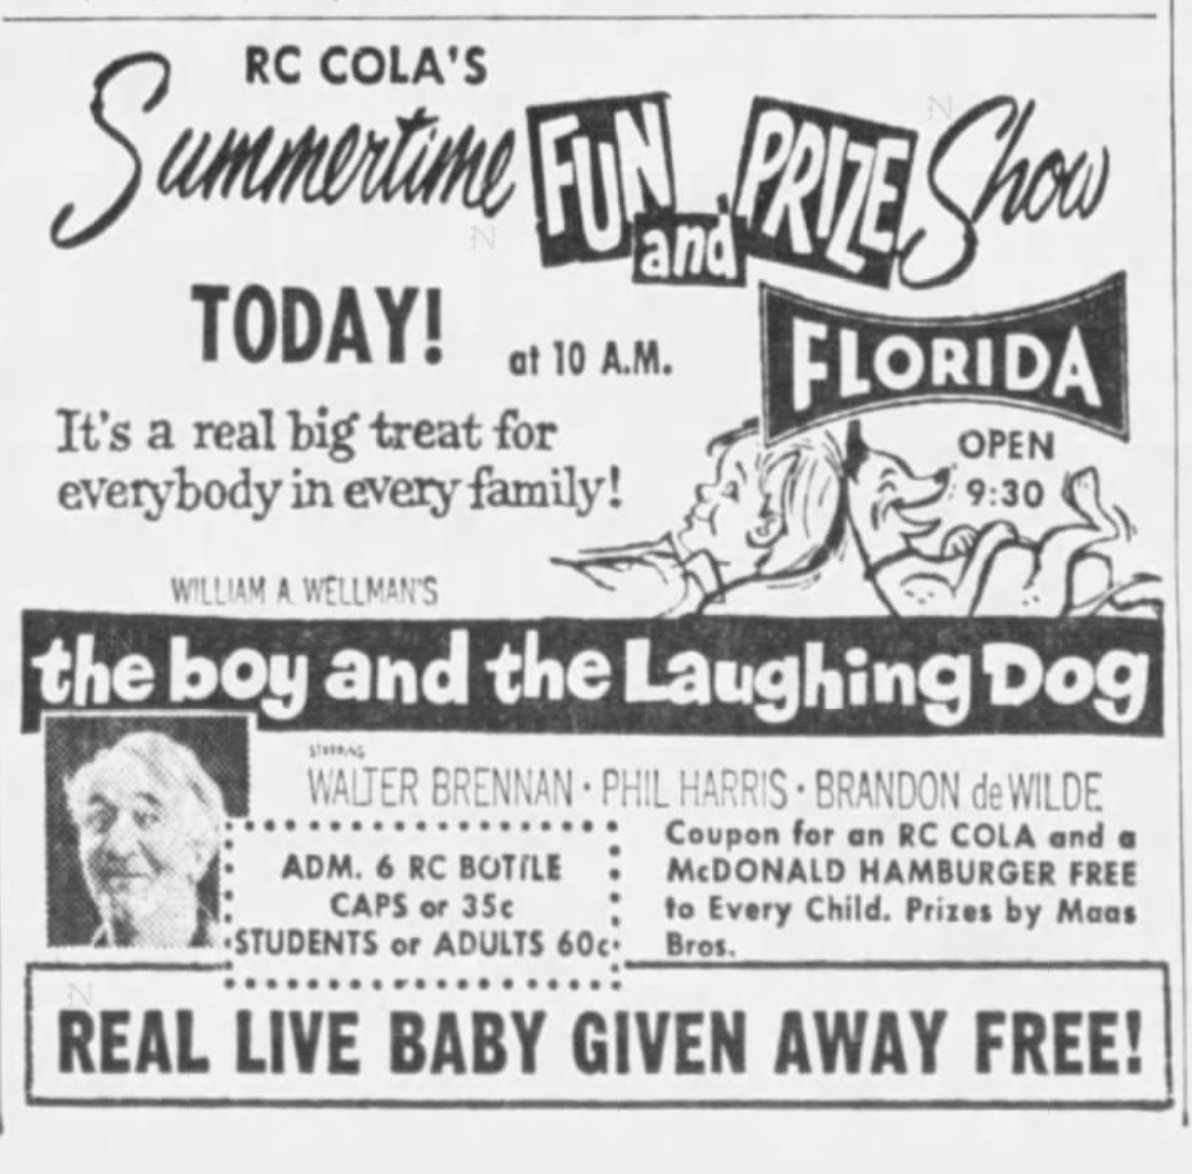 RC COLA'S
Summertime FUN and PRIZE Show
TODAY! at 10 A.M.
FLORIDA
OPEN
9:30
It's a real big treat for
everybody in every family!
WILLIAM A. WELLMAN'S
the boy and the Laughing Dog
STARRING
WALTER BRENNAN · PHIL HARRIS · BRANDON deWILDE
ADM. 6 RC BOTTLE
CAPS or 35c
STUDENTS or ADULTS 60c
Coupon for an RC COLA and a
McDONALD HAMBURGER FREE
to Every Child. Prizes by Maas
Bros.
REAL LIVE BABY GIVEN AWAY FREE!